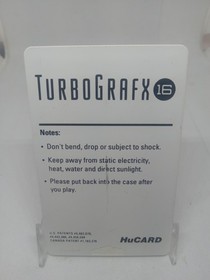 TURBOGRAFX 16
Notes:
• Don't bend, drop or subject to shock.
• Keep away from static electricity,
heat, water and direct sunlight.
• Please put back into the case after
you play.
HuCARD